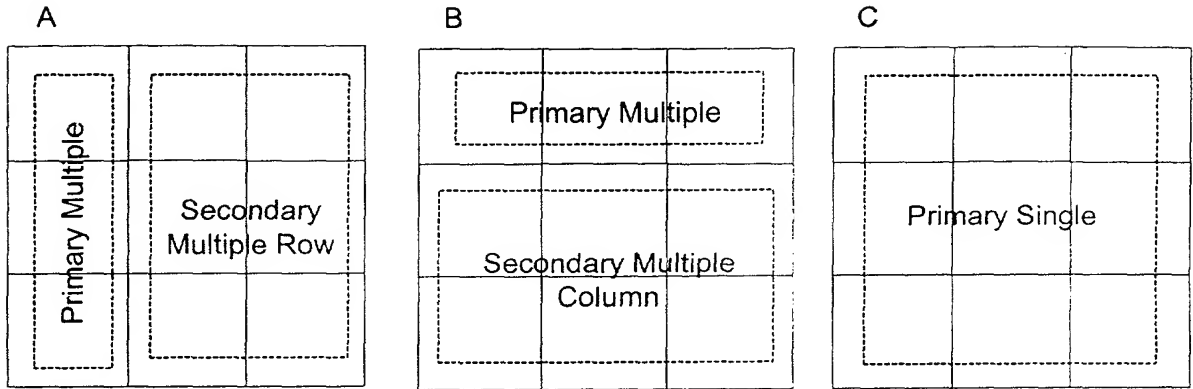 A
B
C
Primary Multiple
Secondary
Multiple Row
Primary Multiple
Secondary Multiple
Column
Primary Single